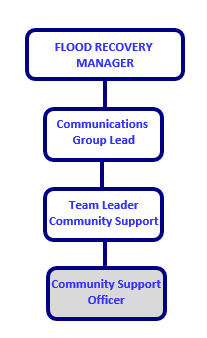 FLOOD RECOVERY
MANAGER
Communications
Group Lead
Team Leader
Community Support
Community Support
Officer